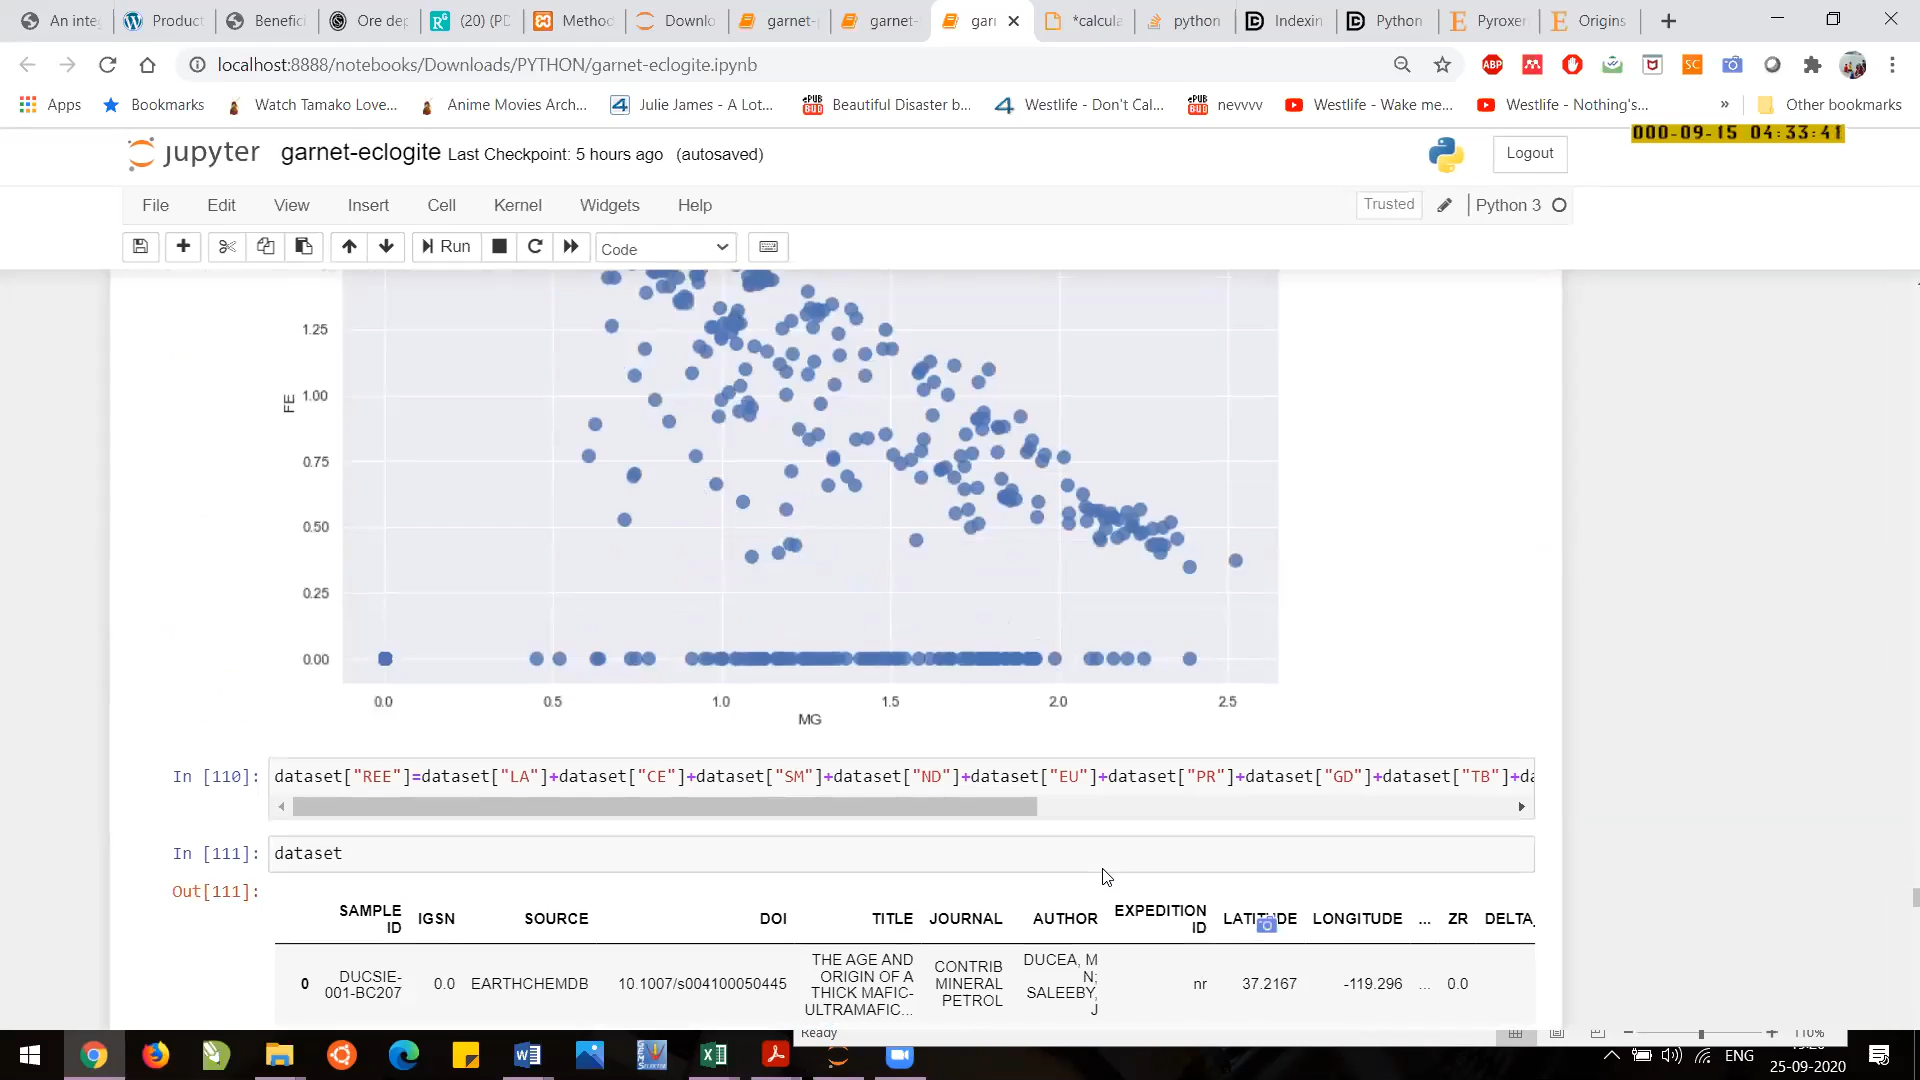 An inte
Product
Benefici
Ore dep
(20) (PD
Method
Downlo
garnet-p
garnet-
garn
*calcula
python
Indexin
Python
Pyroxen
Origins
localhost:8888/notebooks/Downloads/PYTHON/garnet-eclogite.ipynb
Apps
Bookmarks
Watch Tamako Love...
Anime Movies Arch...
Julie James - A Lot...
Beautiful Disaster b...
Westlife - Don't Cal...
nevvvv
Westlife - Wake me...
Westlife - Nothing's...
»
Other bookmarks
000-09-15 04:33:41
jupyter garnet-eclogite Last Checkpoint: 5 hours ago (autosaved)
Logout
File Edit View Insert Cell Kernel Widgets Help
Trusted
Python 3
Run
Code
1.25
1.00
0.75
0.50
0.25
0.00
FE
0.0 0.5 1.0 1.5 2.0 2.5
MG
In [110]: dataset["REE"]=dataset["LA"]+dataset["CE"]+dataset["SM"]+dataset["ND"]+dataset["EU"]+dataset["PR"]+dataset["GD"]+dataset["TB"]+da
In [111]: dataset
Out[111]:
SAMPLE ID IGSN SOURCE DOI TITLE JOURNAL AUTHOR EXPEDITION ID LATITUDE LONGITUDE ... ZR DELTA_
0 DUCSIE-001-BC207 0.0 EARTHCHEMDB 10.1007/s004100050445 THE AGE AND ORIGIN OF A THICK MAFIC-ULTRAMAFIC... CONTRIB MINERAL PETROL DUCEA, M N; SALEEBY, J nr 37.2167 -119.296 ... 0.0
Ready
110%
ENG
25-09-2020